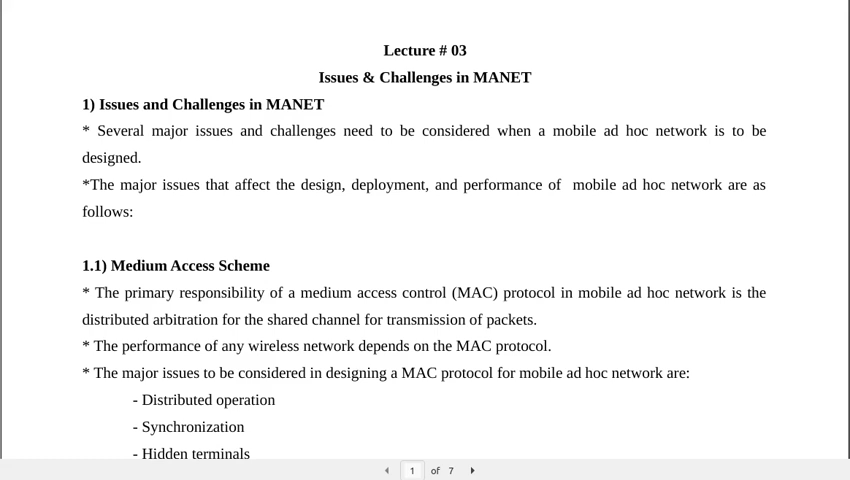 Lecture # 03
Issues & Challenges in MANET
1) Issues and Challenges in MANET
* Several major issues and challenges need to be considered when a mobile ad hoc network is to be
designed.
*The major issues that affect the design, deployment, and performance of  mobile ad hoc network are as
follows:
1.1) Medium Access Scheme
* The primary responsibility of a medium access control (MAC) protocol in mobile ad hoc network is the
distributed arbitration for the shared channel for transmission of packets.
* The performance of any wireless network depends on the MAC protocol.
* The major issues to be considered in designing a MAC protocol for mobile ad hoc network are:
- Distributed operation
- Synchronization
- Hidden terminals
1 of 7